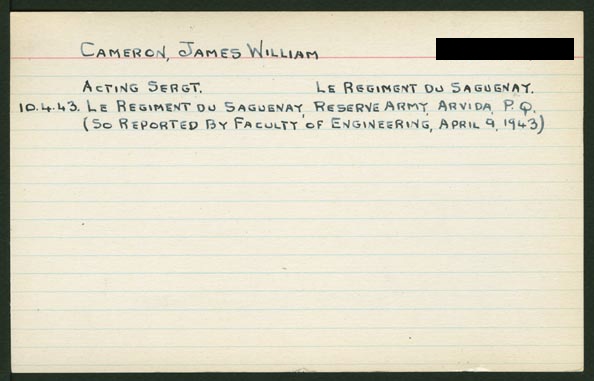 CAMERON, JAMES WILLIAM
ACTING SERGT. LE REGIMENT DU SAGUENAY.
10.4.43. LE REGIMENT DU SAGUENAY, RESERVE ARMY, ARVIDA, P.Q.
(SO REPORTED BY FACULTY OF ENGINEERING, APRIL 9, 1943)